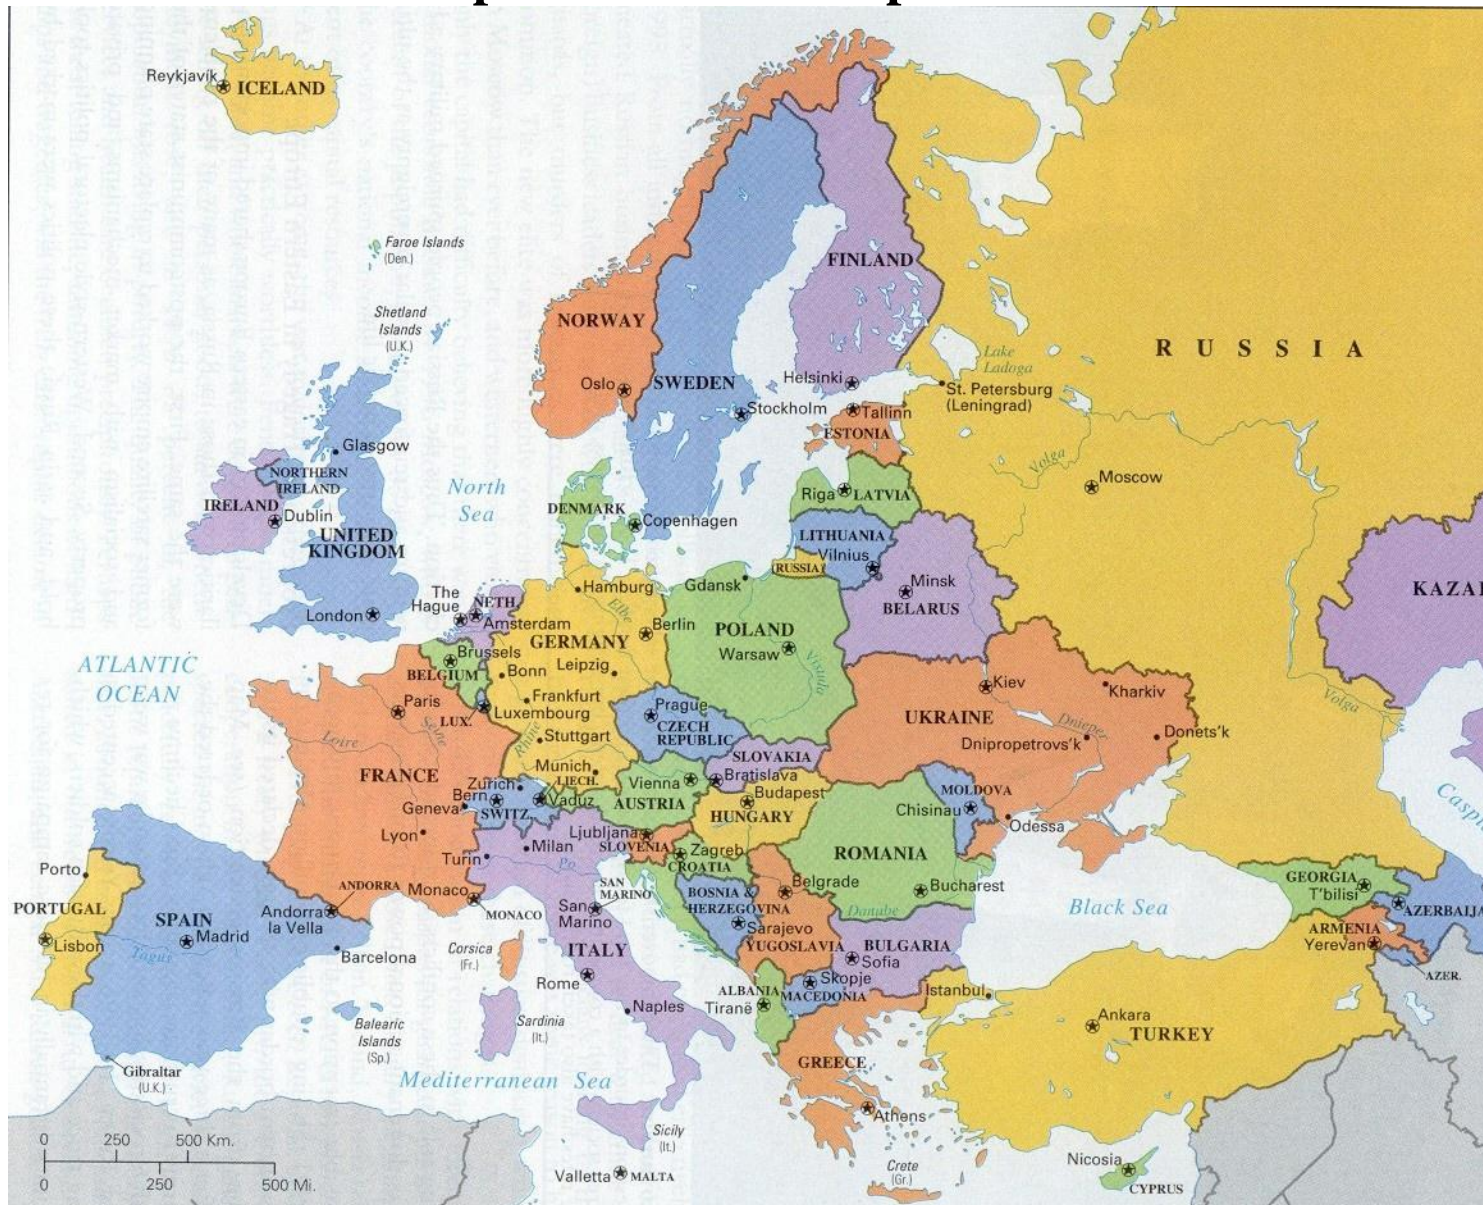 Reykjavík
ICELAND
Faroe Islands
(Den.)
Shetland
Islands
(U.K.)
NORWAY
Oslo
SWEDEN
Stockholm
FINLAND
Helsinki
RUSSIA
Lake
Ladoga
St. Petersburg
(Leningrad)
Tallinn
ESTONIA
Volga
Moscow
Riga
LATVIA
LITHUANIA
Vilnius
RUSSIA
Minsk
BELARUS
KAZA
Glasgow
NORTHERN
IRELAND
IRELAND
Dublin
UNITED
KINGDOM
London
North
Sea
DENMARK
Copenhagen
ATLANTIC
OCEAN
The
Hague
NETH.
Amsterdam
Hamburg
Elbe
Berlin
GERMANY
Leipzig
Bonn
Frankfurt
Rhine
Stuttgart
Munich
Brussels
BELGIUM
LUX.
Luxembourg
Gdansk
POLAND
Warsaw
Vistula
Prague
CZECH
REPUBLIC
SLOVAKIA
Bratislava
Kiev
Kharkiv
UKRAINE
Dnieper
Dnipropetrovs'k
Donets'k
Volga
Odessa
MOLDOVA
Chisinau
Paris
Seine
Loire
FRANCE
Lyon
Geneva
Zürich
Bern
SWITZ.
LIECH.
Vaduz
Vienna
AUSTRIA
Budapest
HUNGARY
ROMANIA
Bucharest
Danube
Ljubljana
SLOVENIA
Zagreb
CROATIA
BOSNIA &
HERZEGOVINA
Sarajevo
Belgrade
YUGOSLAVIA
BULGARIA
Sofia
Skopje
MACEDONIA
ALBANIA
Tiranë
GREECE
Athens
Crete
(Gr.)
Porto
PORTUGAL
Lisbon
SPAIN
Madrid
Tagus
Barcelona
ANDORRA
Andorra
la Vella
Balearic
Islands
(Sp.)
Gibraltar
(U.K.)
Monaco
MONACO
Corsica
(Fr.)
Turin
Milan
Po
SAN
MARINO
San
Marino
ITALY
Rome
Naples
Sardinia
(It.)
Sicily
(It.)
Mediterranean Sea
Valletta
MALTA
Black Sea
Casp
GEORGIA
T'bilisi
AZERBAIJA
ARMENIA
Yerevan
AZER.
Istanbul
Ankara
TURKEY
Nicosia
CYPRUS
0 250 500 Km.
0 250 500 Mi.